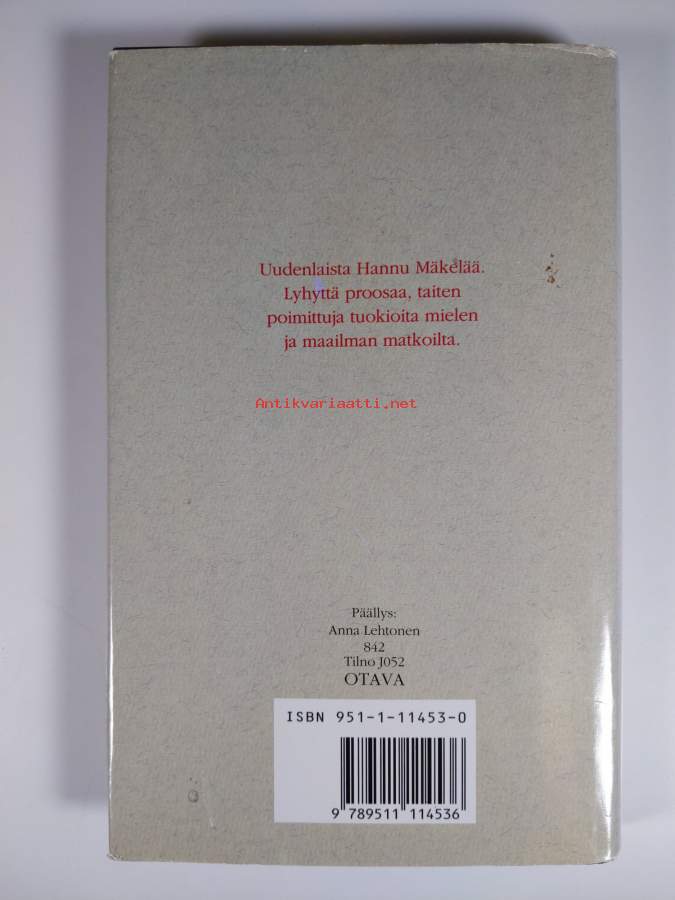 Uudenlaista Hannu Mäkelää.
Lyhyttä proosaa, taiten
poimittuja tuokioita mielen
ja maailman matkoilta.
Antikvariaatti.net
Päällys:
Anna Lehtonen
842
Tilno J052
OTAVA
ISBN 951-1-11453-0
9 789511 114536